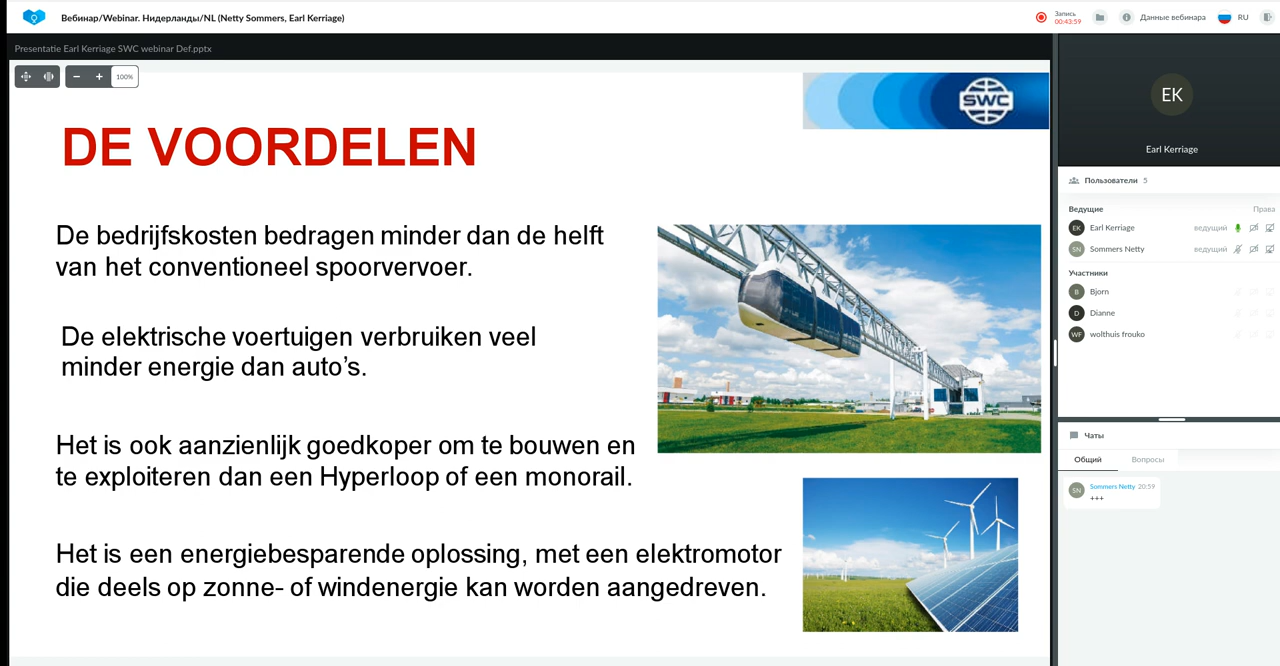 Вебинар/Webinar. Нидерланды/NL (Netty Sommers, Earl Kerriage)
Запись
00:43:59
Данные вебинара
RU
Presentatie Earl Kerriage SWC webinar Def.pptx
100%
SWC
DE VOORDELEN
De bedrijfskosten bedragen minder dan de helft
van het conventioneel spoorvervoer.
De elektrische voertuigen verbruiken veel
minder energie dan auto’s.
Het is ook aanzienlijk goedkoper om te bouwen en
te exploiteren dan een Hyperloop of een monorail.
Het is een energiebesparende oplossing, met een elektromotor
die deels op zonne- of windenergie kan worden aangedreven.
EK
Earl Kerriage
Пользователи 5
Ведущие Права
EK Earl Kerriage ведущий
SN Sommers Netty ведущий
Участники
B Bjorn
D Dianne
WF wolthuis frouko
Чаты
Общий Вопросы
SN Sommers Netty 20:59
+++